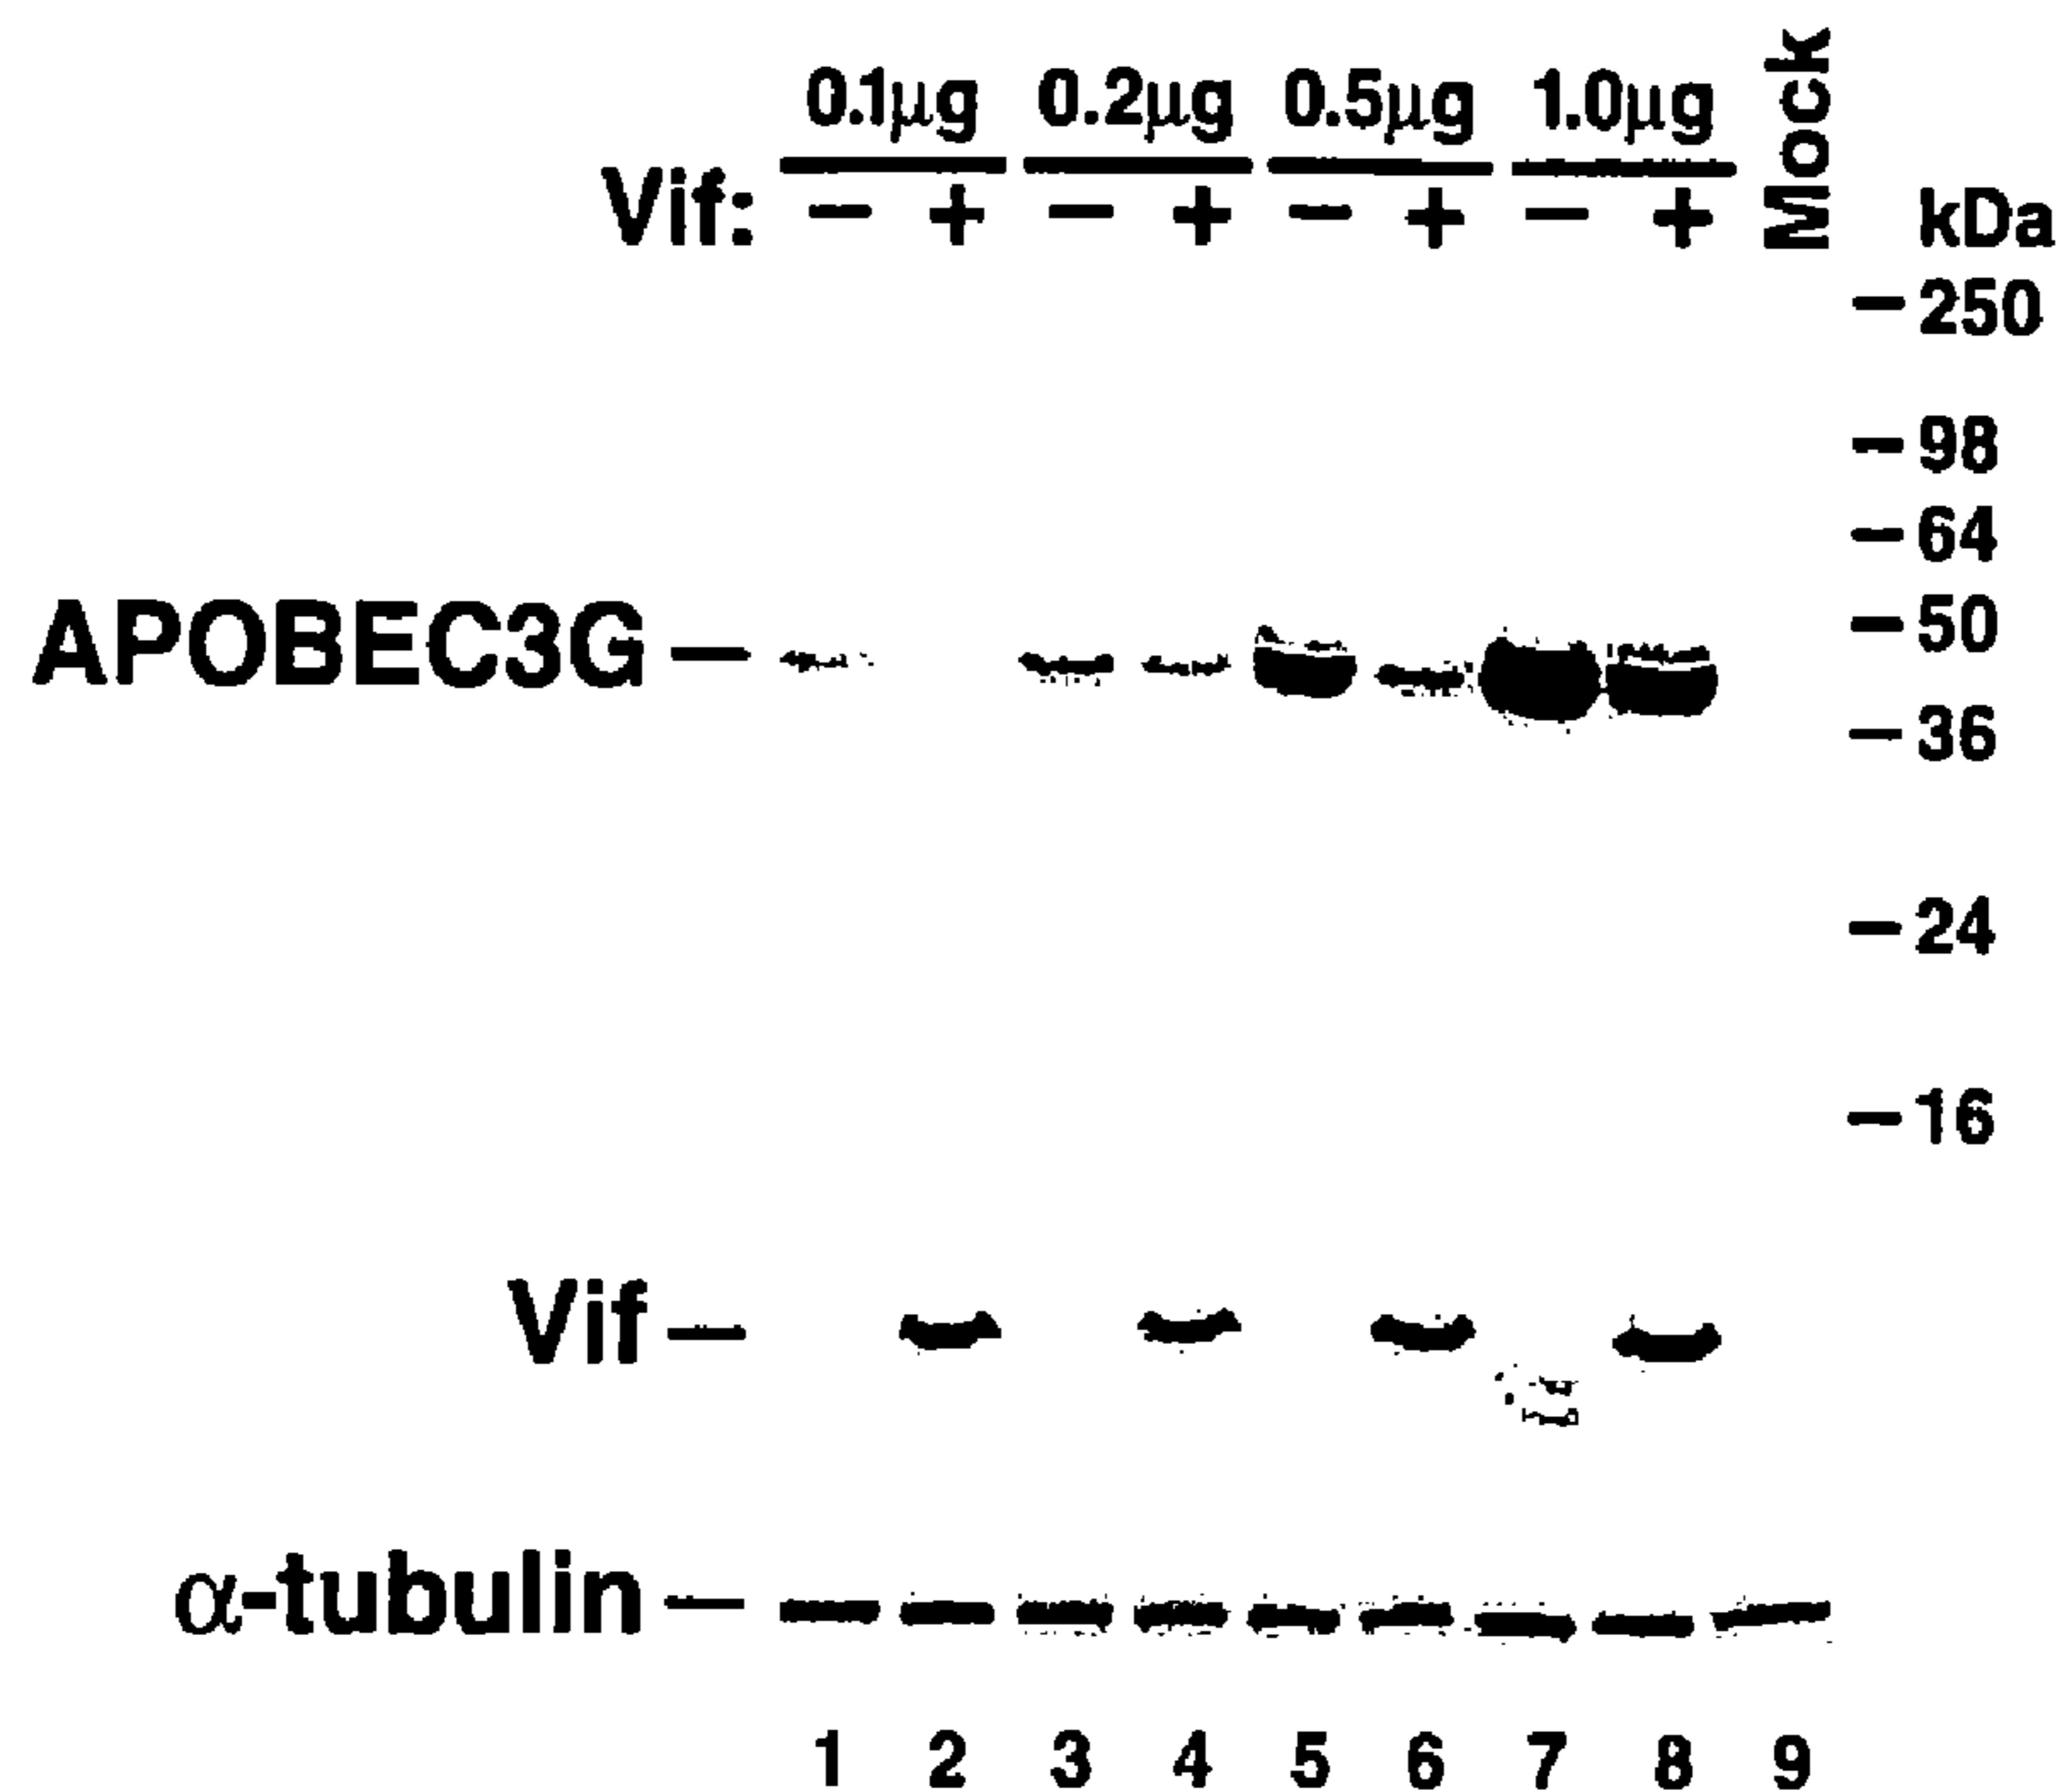 0.1µg 0.2µg 0.5µg 1.0µg Mock
Vif: – + – + – + – + kDa
–250
–98
–64
APOBEC3G– –50
–36
–24
–16
Vif–
α-tubulin–
1 2 3 4 5 6 7 8 9